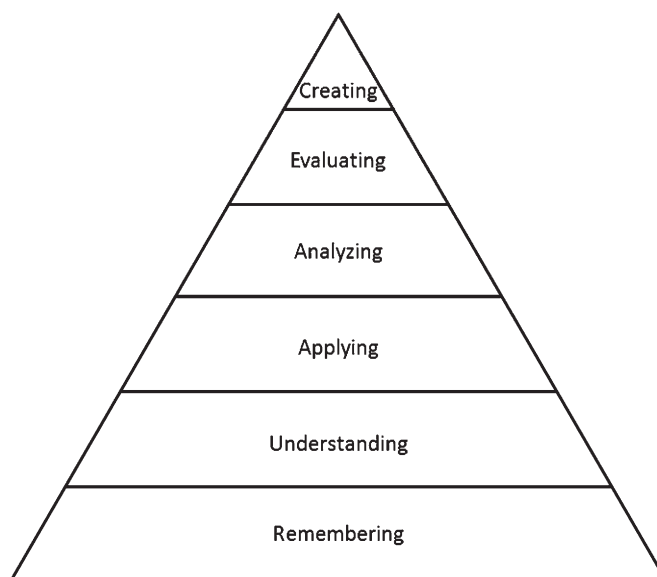 Creating
Evaluating
Analyzing
Applying
Understanding
Remembering